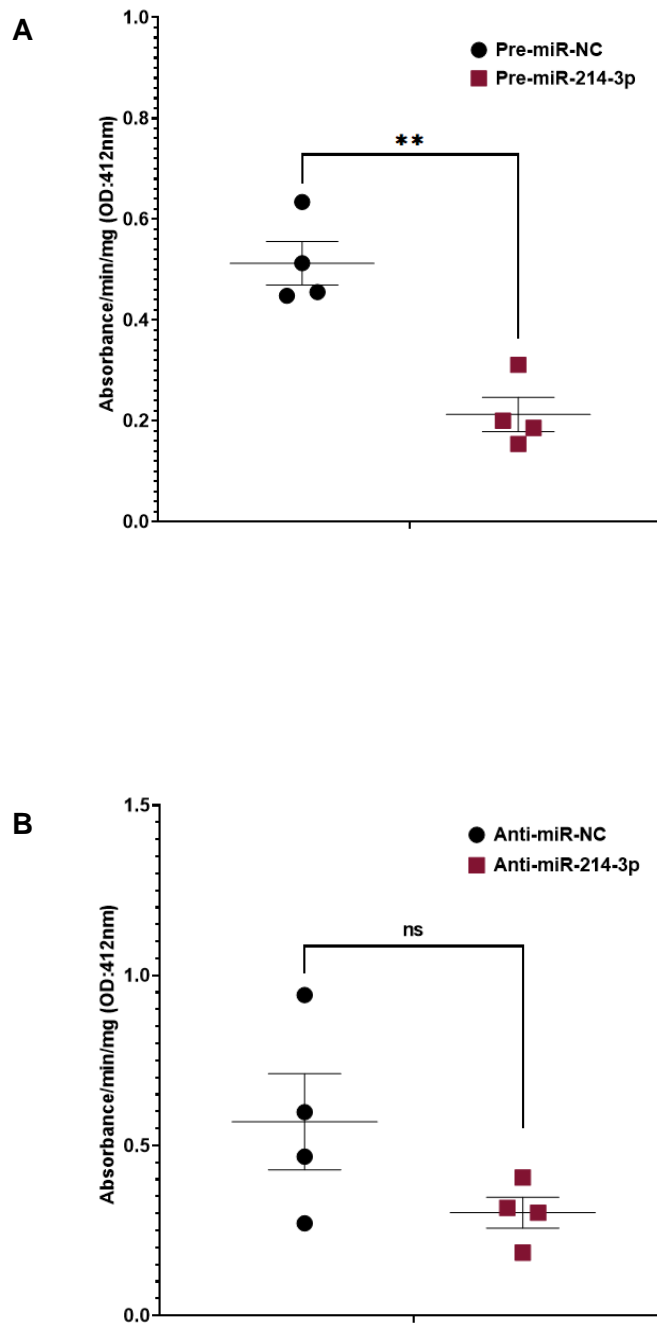 A
1.0
Pre-miR-NC
Pre-miR-214-3p
0.8
**
0.6
Absorbance/min/mg (OD:412nm)
0.4
0.2
0.0
B
1.5
Anti-miR-NC
Anti-miR-214-3p
ns
1.0
Absorbance/min/mg (OD:412nm)
0.5
0.0